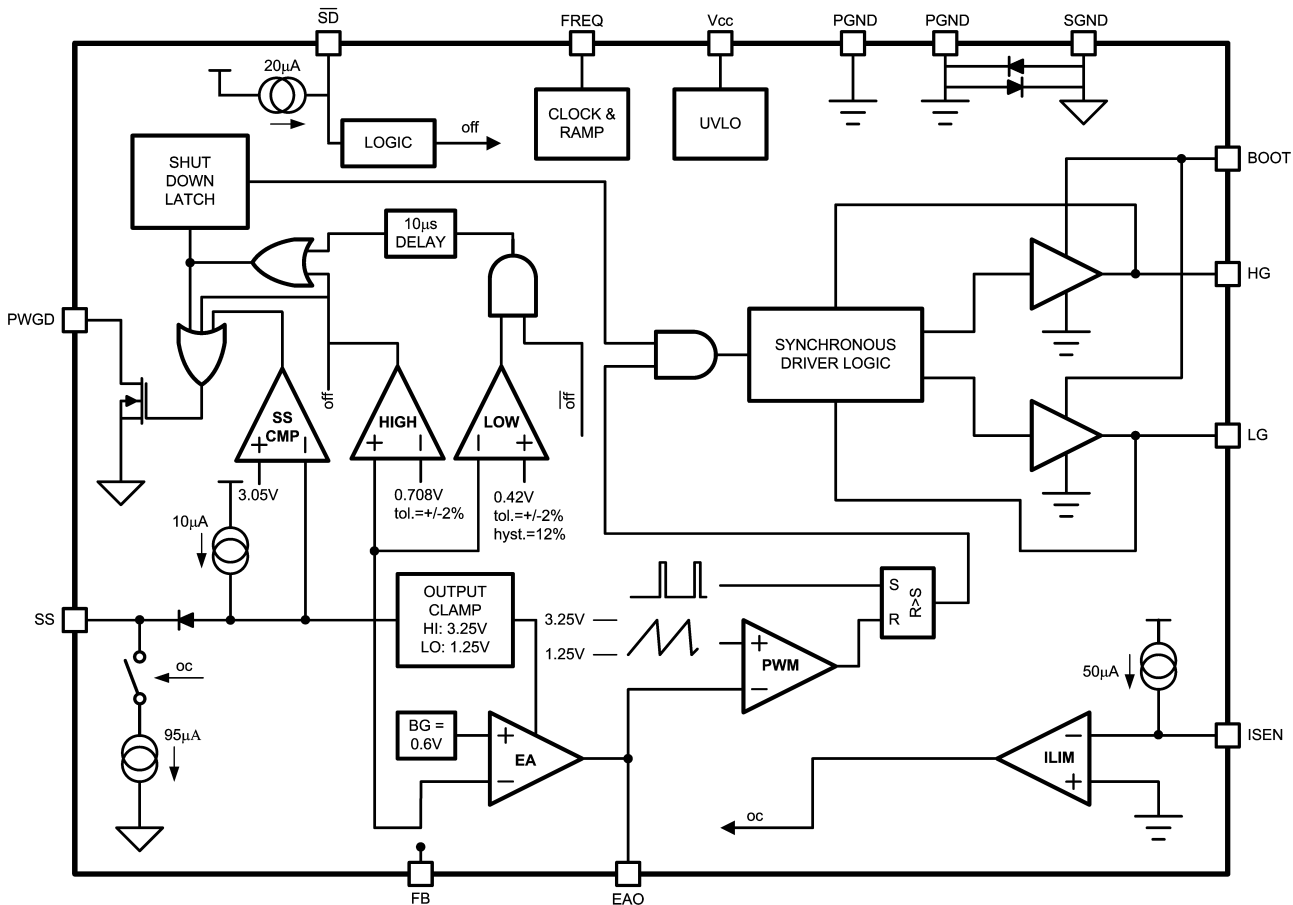 S̅D̅
FREQ
Vcc
PGND
PGND
SGND
20μA
LOGIC
off
CLOCK &
RAMP
UVLO
SHUT
DOWN
LATCH
10μs
DELAY
BOOT
HG
LG
PWGD
SYNCHRONOUS
DRIVER LOGIC
off
o̅f̅f̅
SS
CMP
+
–
HIGH
+
–
LOW
–
+
3.05V
0.708V
tol.=+/-2%
0.42V
tol.=+/-2%
hyst.=12%
10μA
SS
OUTPUT
CLAMP
HI: 3.25V
LO: 1.25V
3.25V
1.25V
S
R
R>S
+
PWM
–
oc
95μA
BG =
0.6V
+
EA
–
50μA
ISEN
–
ILIM
+
oc
FB
EAO